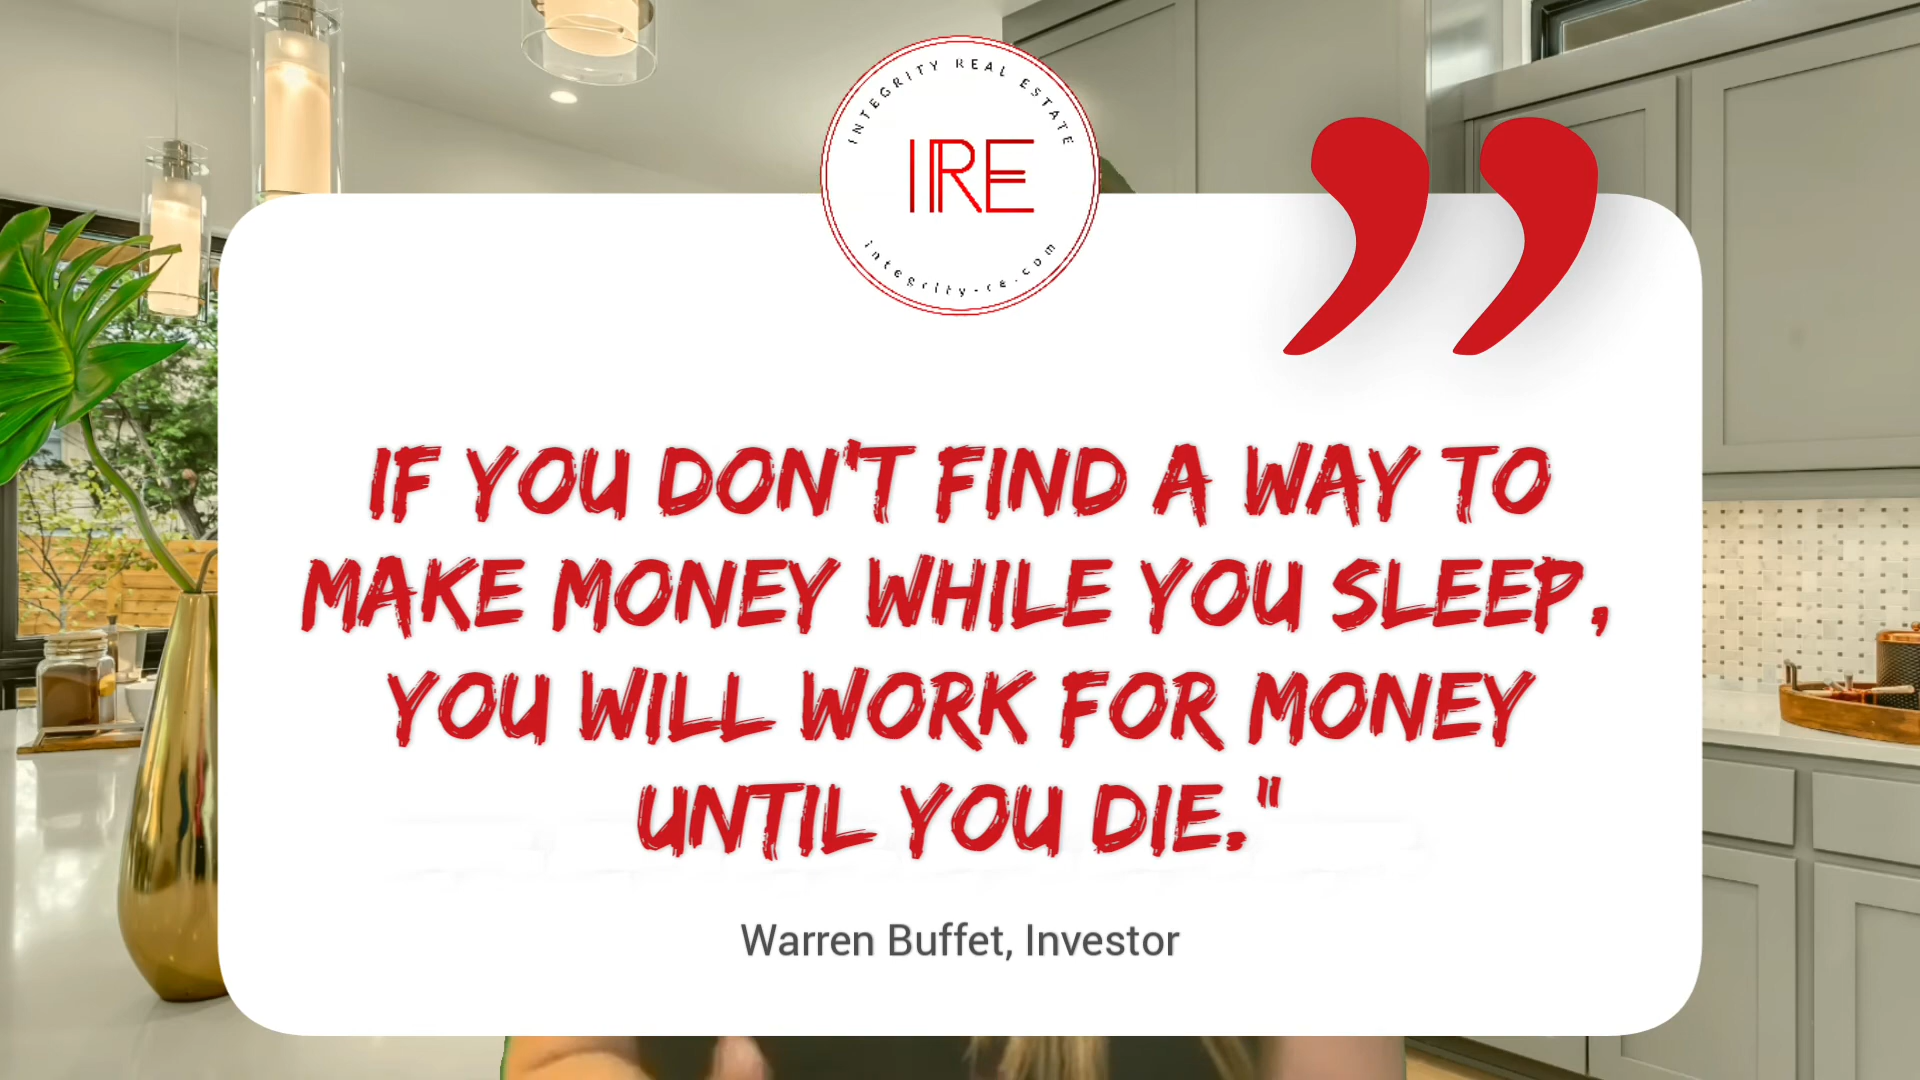 INTEGRITY REAL ESTATE
IRE
integrity-re.com
IF YOU DON'T FIND A WAY TO
MAKE MONEY WHILE YOU SLEEP,
YOU WILL WORK FOR MONEY
UNTIL YOU DIE."
Warren Buffet, Investor